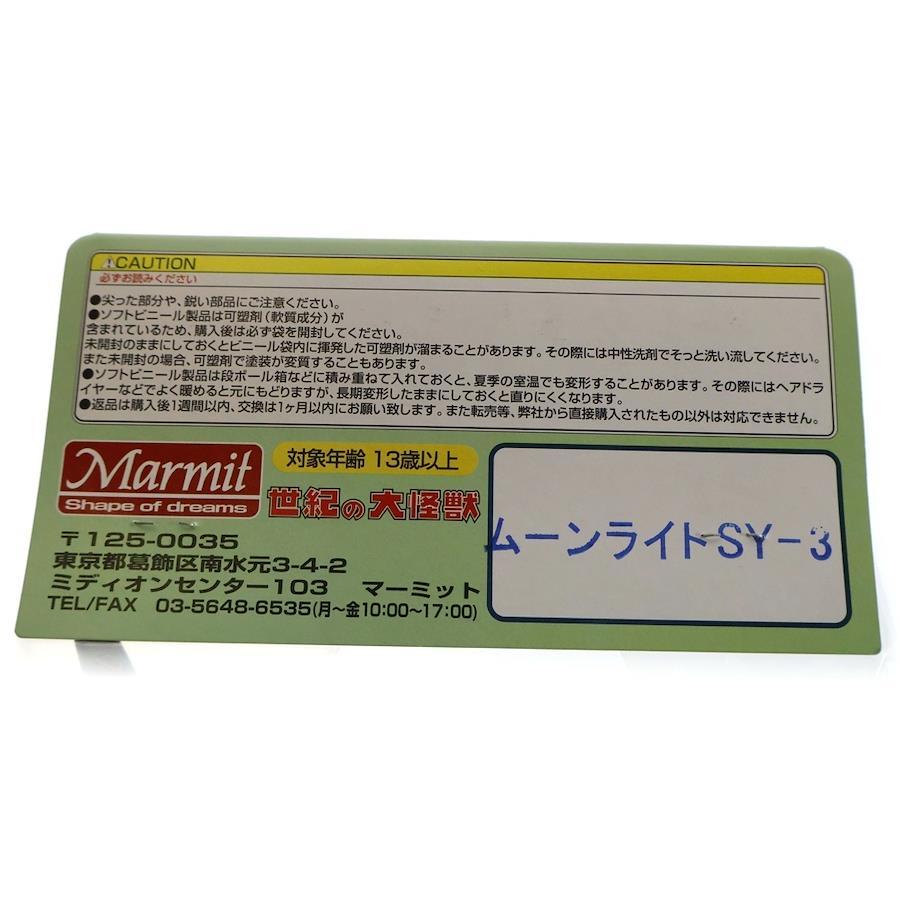 ⚠CAUTION
必ずお読みください
●尖った部分や、鋭い部品にご注意ください。
●ソフトビニール製品は可塑剤(軟質成分)が
含まれているため、購入後は必ず袋を開封してください。
未開封のままにしておくとビニール袋内に揮発した可塑剤が溜まることがあります。その際には中性洗剤でそっと洗い流してください。
また未開封の場合、可塑剤で塗装が変質することもあります。
●ソフトビニール製品は段ボール箱などに積み重ねて入れておくと、夏季の室温でも変形することがあります。その際にはヘアドラ
イヤーなどでよく暖めると元にもどりますが、長期変形したままにしておくと直りにくくなります。
●返品は購入後1週間以内、交換は1ヶ月以内にお願い致します。また転売等、弊社から直接購入されたもの以外は対応できません。
Marmit
Shape of dreams
対象年齢 13歳以上
世紀の大怪獣
〒125-0035
東京都葛飾区南水元3-4-2
ミディオンセンター103 マーミット
TEL/FAX 03-5648-6535(月〜金10:00〜17:00)
ムーンライトSY-3